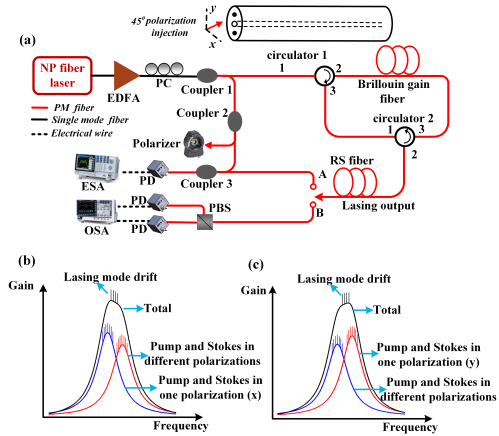 45⁰ polarization
injection
y
x
(a)
NP fiber
laser
EDFA
PC
Coupler 1
circulator 1
1
2
3
Brillouin gain
fiber
PM fiber
Single mode fiber
Electrical wire
Coupler 2
Polarizer
circulator 2
1
3
2
ESA
PD
Coupler 3
A
RS fiber
Lasing output
B
OSA
PD
PD
PBS
(b)
Lasing mode drift
Gain
Total
Pump and Stokes in
different polarizations
Pump and Stokes in
one polarization (x)
Frequency
(c)
Lasing mode drift
Gain
Total
Pump and Stokes in
one polarization (y)
Pump and Stokes in
different polarizations
Frequency